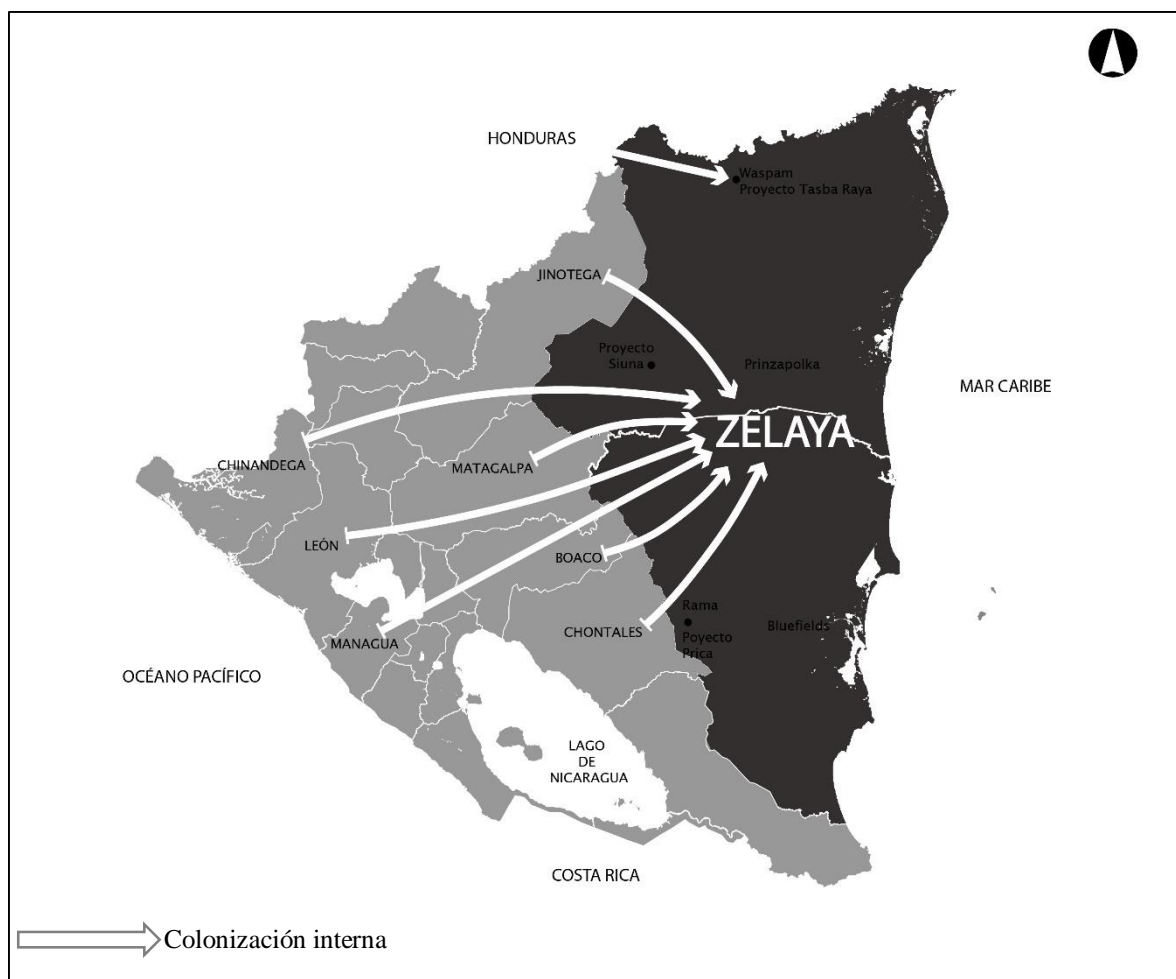 HONDURAS
Waspam
Proyecto Tasba Raya
JINOTEGA
Proyecto
Siuna
Prinzapolka
MAR CARIBE
ZELAYA
CHINANDEGA
MATAGALPA
LEÓN
BOACO
Rama
Poyecto
Prica
Bluefields
CHONTALES
MANAGUA
OCÉANO PACÍFICO
LAGO
DE
NICARAGUA
COSTA RICA
Colonización interna